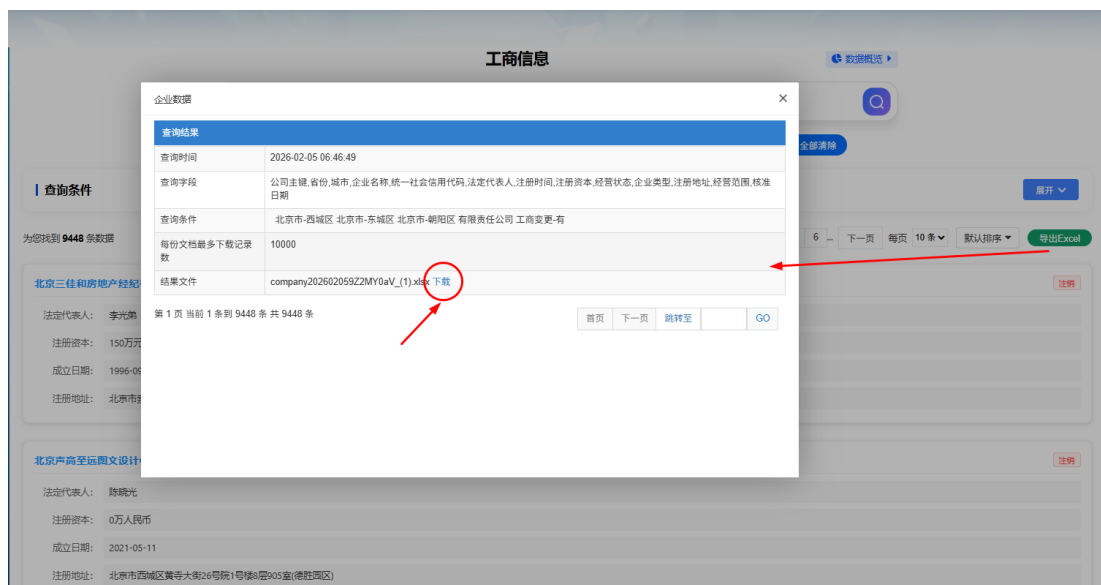 工商信息
数据概览
企业数据
×
查询结果
全部清除
查询时间 2026-02-05 06:46:49
查询字段 公司主键,省份,城市,企业名称,统一社会信用代码,法定代表人,注册时间,注册资本,经营状态,企业类型,注册地址,经营范围,核准
日期
查询条件
展开
查询条件 北京市-西城区 北京市-东城区 北京市-朝阳区 有限责任公司 工商变更-有
为您找到 9448 条数据
6 ... 下一页 每页 10 条 默认排序 导出Excel
每份文档最多下载记录
数 10000
结果文件 company202602059Z2MY0aV_(1).xlsx 下载
北京三佳和房地产经纪
注销
第 1 页 当前 1 条到 9448 条 共 9448 条
首页 下一页 跳转至 GO
法定代表人: 李光弟
注册资本: 150万元
成立日期: 1996-09
注册地址: 北京市
北京声高至远图文设计
注销
法定代表人: 陈晓光
注册资本: 0万人民币
成立日期: 2021-05-11
注册地址: 北京市西城区黄寺大街26号院1号楼8层905室(德胜园区)